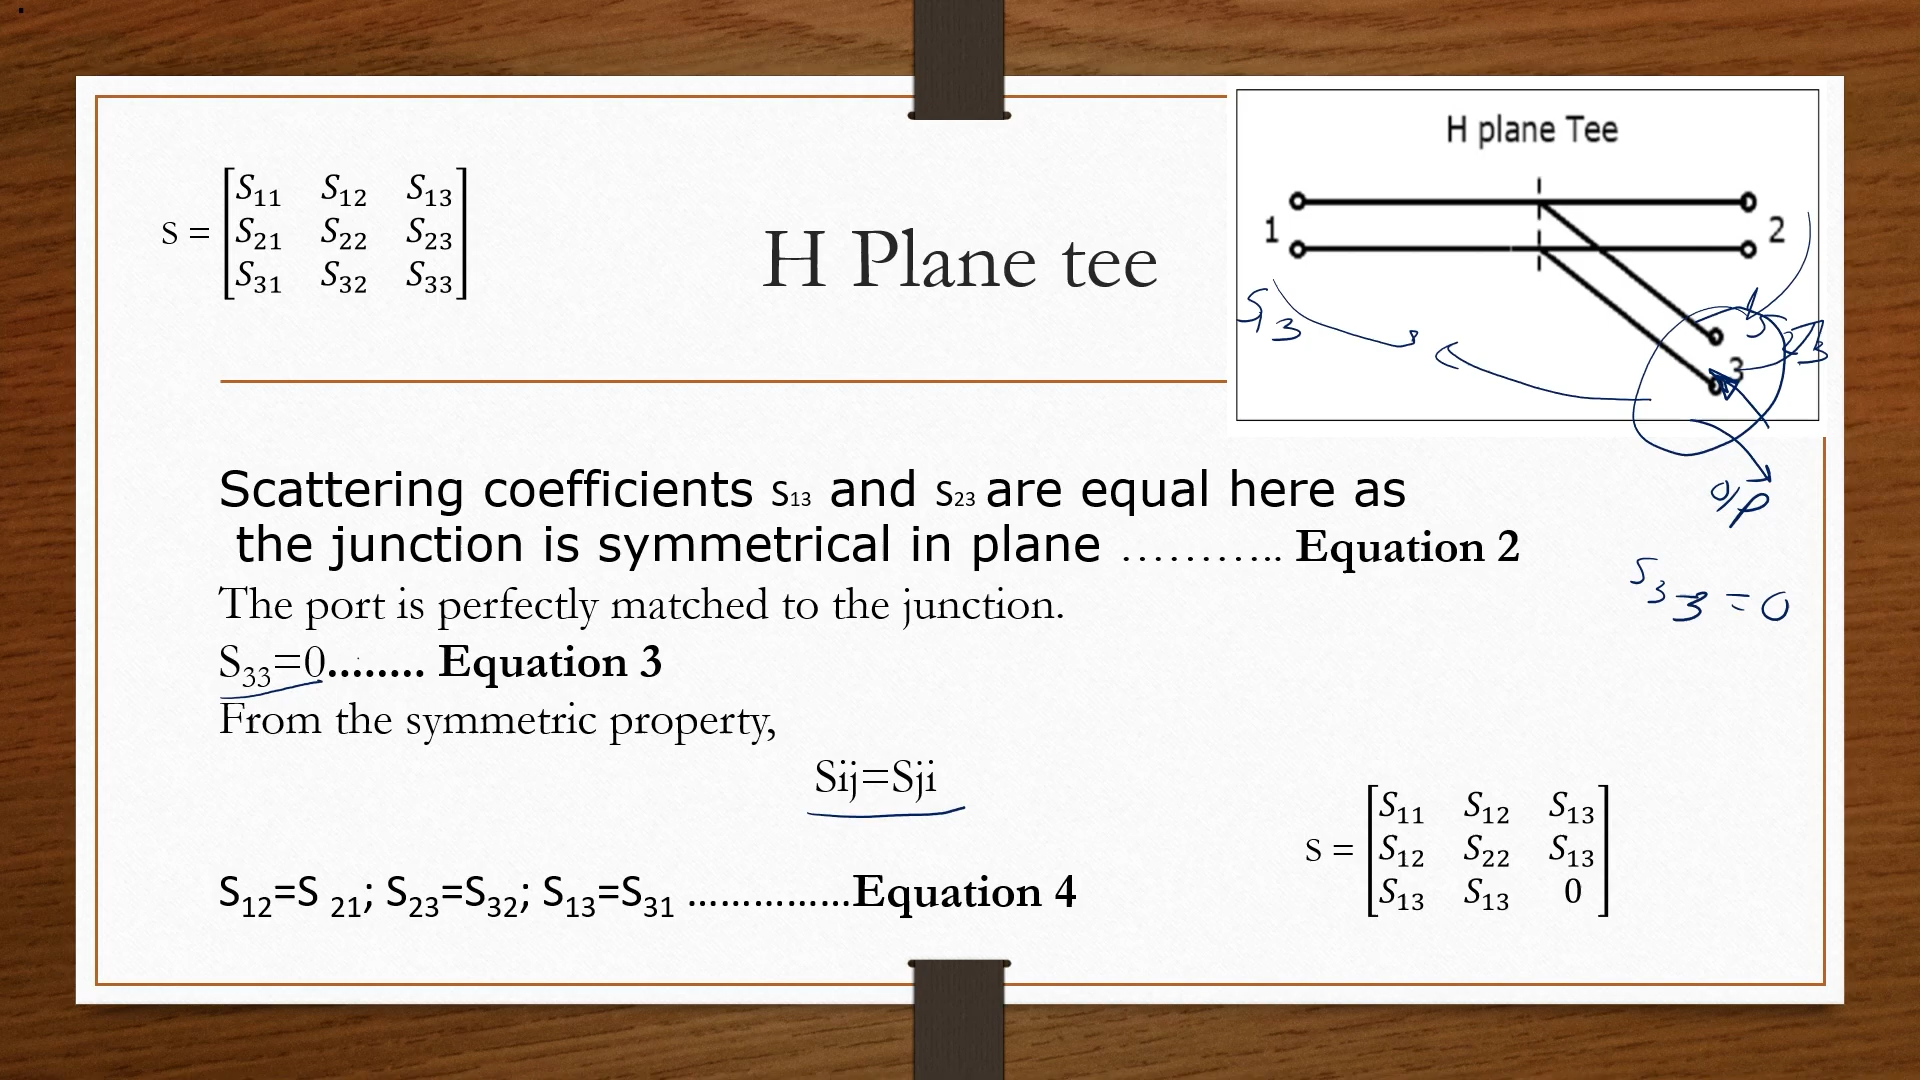 S = [S₁₁ S₁₂ S₁₃
S₂₁ S₂₂ S₂₃
S₃₁ S₃₂ S₃₃]
H Plane tee
H plane Tee
1
2
3
S₁₃
S₂₃
o/p
S₃₃ = 0
Scattering coefficients S₁₃ and S₂₃ are equal here as
the junction is symmetrical in plane ……….. Equation 2
The port is perfectly matched to the junction.
S₃₃=0........ Equation 3
From the symmetric property,
Sij=Sji
S₁₂=S ₂₁; S₂₃=S₃₂; S₁₃=S₃₁ ……………Equation 4
S = [S₁₁ S₁₂ S₁₃
S₁₂ S₂₂ S₁₃
S₁₃ S₁₃ 0]